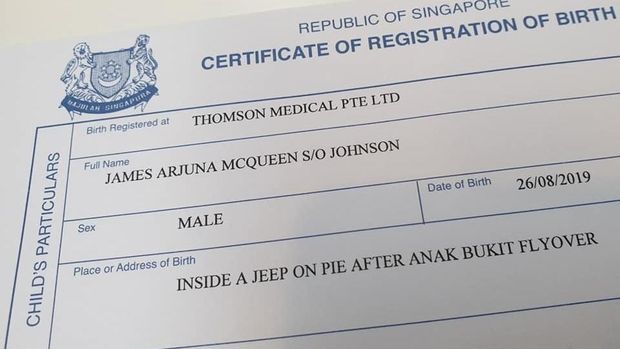 REPUBLIC OF SINGAPORE
CERTIFICATE OF REGISTRATION OF BIRTH
MAJULAH SINGAPURA
CHILD'S PARTICULARS
Birth Registered at THOMSON MEDICAL PTE LTD
Full Name
JAMES ARJUNA MCQUEEN S/O JOHNSON
Sex MALE Date of Birth 26/08/2019
Place or Address of Birth
INSIDE A JEEP ON PIE AFTER ANAK BUKIT FLYOVER